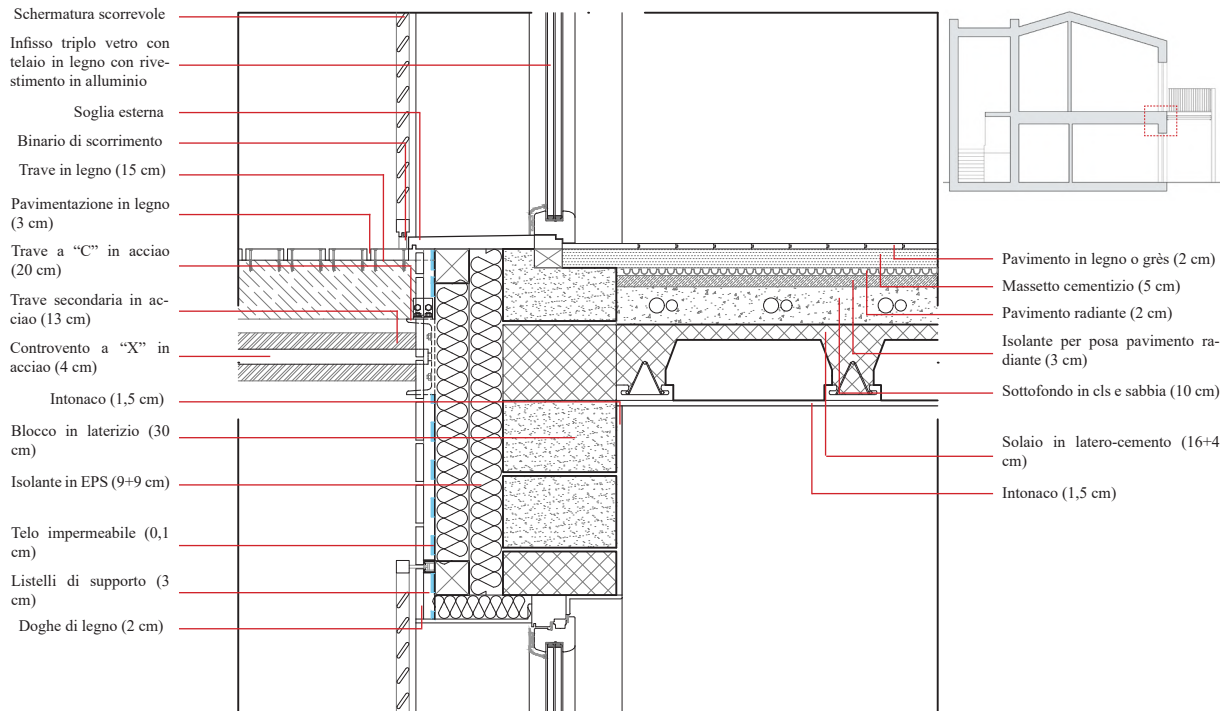 Schermatura scorrevole
Infisso triplo vetro con
telaio in legno con rive-
stimento in alluminio
Soglia esterna
Binario di scorrimento
Trave in legno (15 cm)
Pavimentazione in legno
(3 cm)
Trave a “C” in acciao
(20 cm)
Trave secondaria in ac-
ciao (13 cm)
Controvento a “X” in
acciao (4 cm)
Intonaco (1,5 cm)
Blocco in laterizio (30
cm)
Isolante in EPS (9+9 cm)
Telo impermeabile (0,1
cm)
Listelli di supporto (3
cm)
Doghe di legno (2 cm)
Pavimento in legno o grès (2 cm)
Massetto cementizio (5 cm)
Pavimento radiante (2 cm)
Isolante per posa pavimento ra-
diante (3 cm)
Sottofondo in cls e sabbia (10 cm)
Solaio in latero-cemento (16+4
cm)
Intonaco (1,5 cm)